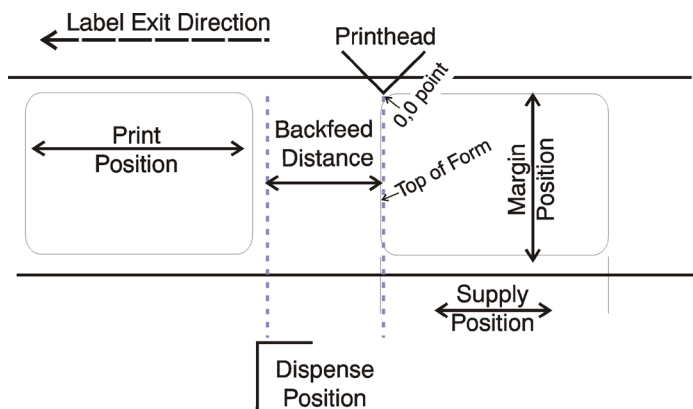 Label Exit Direction
Printhead
0,0 point
Print
Position
Backfeed
Distance
Top of Form
Margin
Position
Supply
Position
Dispense
Position